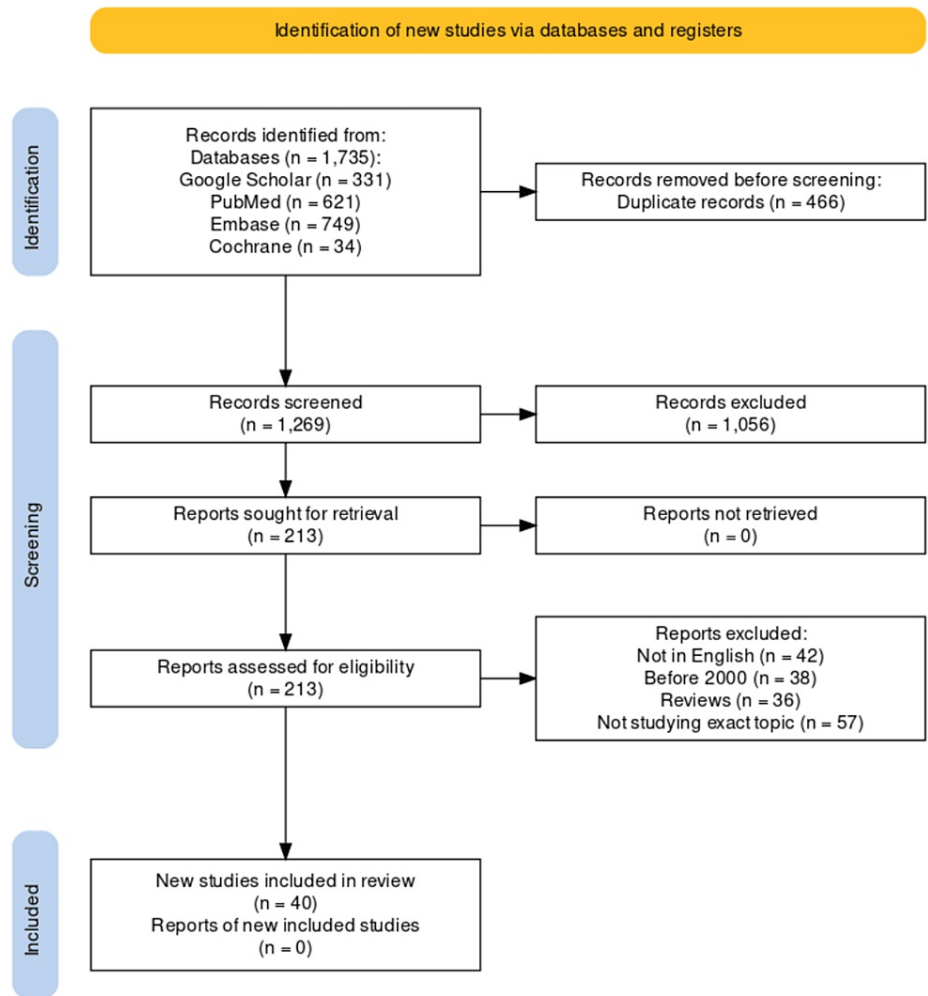 Identification of new studies via databases and registers
Identification
Records identified from:
Databases (n = 1,735):
Google Scholar (n = 331)
PubMed (n = 621)
Embase (n = 749)
Cochrane (n = 34)
Records removed before screening:
Duplicate records (n = 466)
Screening
Records screened
(n = 1,269)
Records excluded
(n = 1,056)
Reports sought for retrieval
(n = 213)
Reports not retrieved
(n = 0)
Reports assessed for eligibility
(n = 213)
Reports excluded:
Not in English (n = 42)
Before 2000 (n = 38)
Reviews (n = 36)
Not studying exact topic (n = 57)
Included
New studies included in review
(n = 40)
Reports of new included studies
(n = 0)